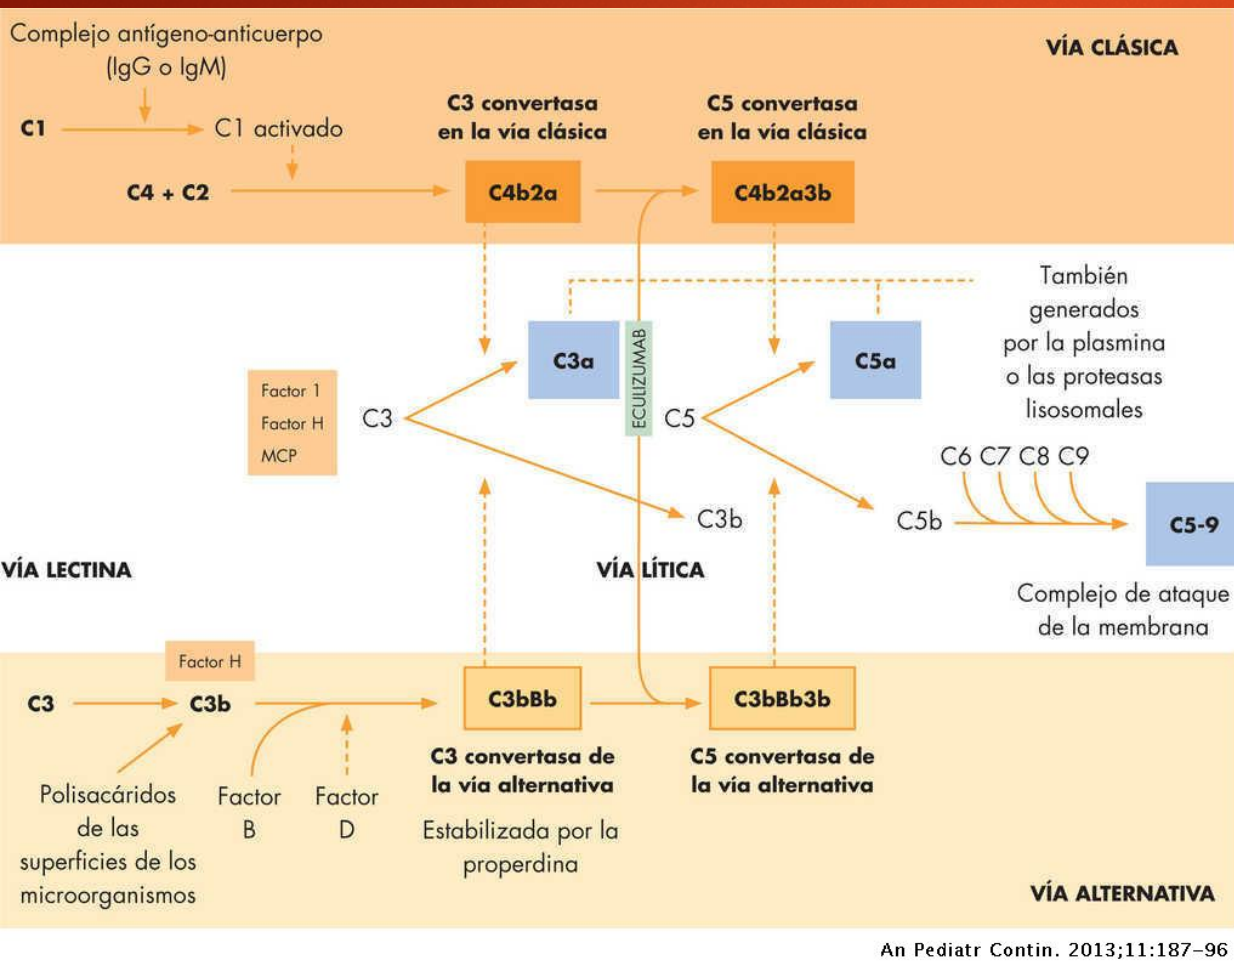 Complejo antígeno-anticuerpo
(IgG o IgM)
VÍA CLÁSICA
C1
C1 activado
C3 convertasa
en la vía clásica
C5 convertasa
en la vía clásica
C4 + C2
C4b2a
C4b2a3b
También
generados
por la plasmina
o las proteasas
lisosomales
C3a
ECULIZUMAB
C5a
Factor 1
Factor H
MCP
C3
C5
C6 C7 C8 C9
C3b
C5b
C5-9
VÍA LECTINA
VÍA LÍTICA
Complejo de ataque
de la membrana
Factor H
C3
C3b
C3bBb
C3bBb3b
C3 convertasa de
la vía alternativa
C5 convertasa de
la vía alternativa
Polisacáridos
de las
superficies de los
microorganismos
Factor
B
Factor
D
Estabilizada por la
properdina
VÍA ALTERNATIVA
An Pediatr Contin. 2013;11:187-96